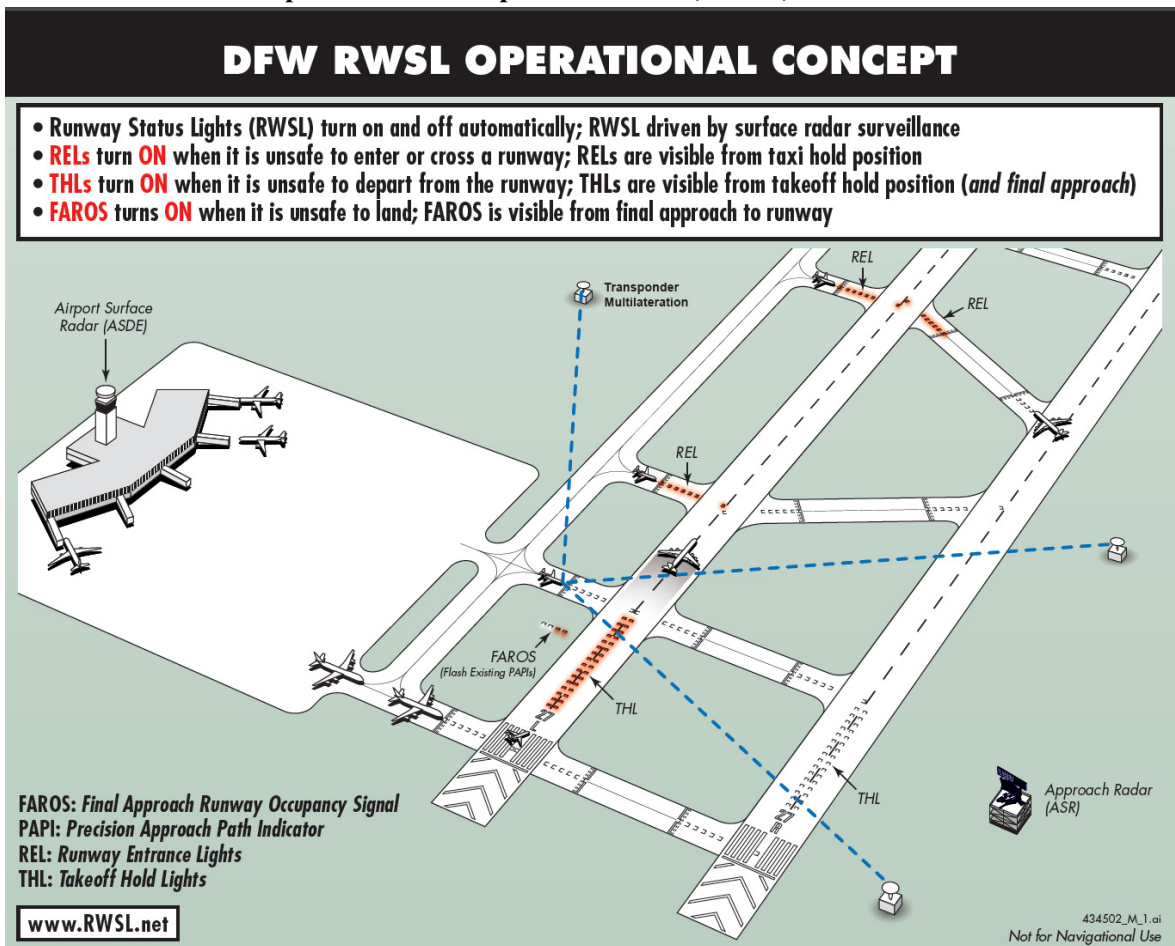 DFW RWSL OPERATIONAL CONCEPT
• Runway Status Lights (RWSL) turn on and off automatically; RWSL driven by surface radar surveillance
• RELs turn ON when it is unsafe to enter or cross a runway; RELs are visible from taxi hold position
• THLs turn ON when it is unsafe to depart from the runway; THLs are visible from takeoff hold position (and final approach)
• FAROS turns ON when it is unsafe to land; FAROS is visible from final approach to runway
REL
Transponder
Multilateration
REL
Airport Surface
Radar (ASDE)
REL
FAROS
(Flash Existing PAPIs)
THL
27
L
THL
27
R
Approach Radar
(ASR)
FAROS: Final Approach Runway Occupancy Signal
PAPI: Precision Approach Path Indicator
REL: Runway Entrance Lights
THL: Takeoff Hold Lights
www.RWSL.net
434502_M_1.ai
Not for Navigational Use